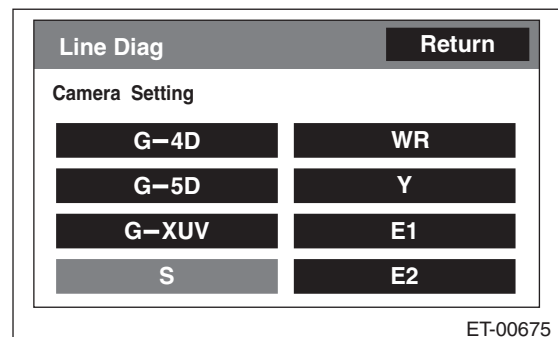 Line Diag Return
Camera Setting
G–4D WR
G–5D Y
G–XUV E1
S E2
ET-00675